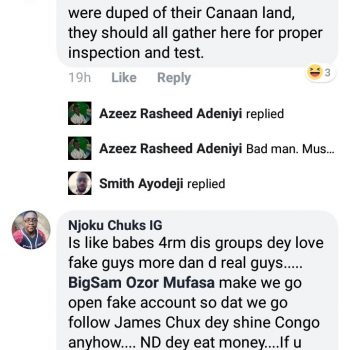 were duped of their Canaan land,
they should all gather here for proper
inspection and test.
19h Like Reply 3
Azeez Rasheed Adeniyi replied
Azeez Rasheed Adeniyi Bad man. Mus...
Smith Ayodeji replied
Njoku Chuks IG
Is like babes 4rm dis groups dey love
fake guys more dan d real guys.....
BigSam Ozor Mufasa make we go
open fake account so dat we go
follow James Chux dey shine Congo
anyhow.... ND dey eat money....If u